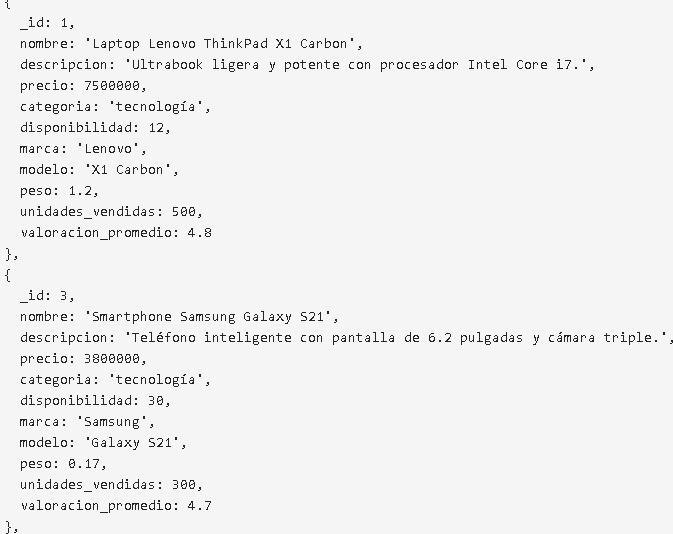 {
_id: 1,
nombre: 'Laptop Lenovo ThinkPad X1 Carbon',
descripcion: 'Ultrabook ligera y potente con procesador Intel Core i7.',
precio: 7500000,
categoria: 'tecnología',
disponibilidad: 12,
marca: 'Lenovo',
modelo: 'X1 Carbon',
peso: 1.2,
unidades_vendidas: 500,
valoracion_promedio: 4.8
},
{
_id: 3,
nombre: 'Smartphone Samsung Galaxy S21',
descripcion: 'Teléfono inteligente con pantalla de 6.2 pulgadas y cámara triple.',
precio: 3800000,
categoria: 'tecnología',
disponibilidad: 30,
marca: 'Samsung',
modelo: 'Galaxy S21',
peso: 0.17,
unidades_vendidas: 300,
valoracion_promedio: 4.7
},